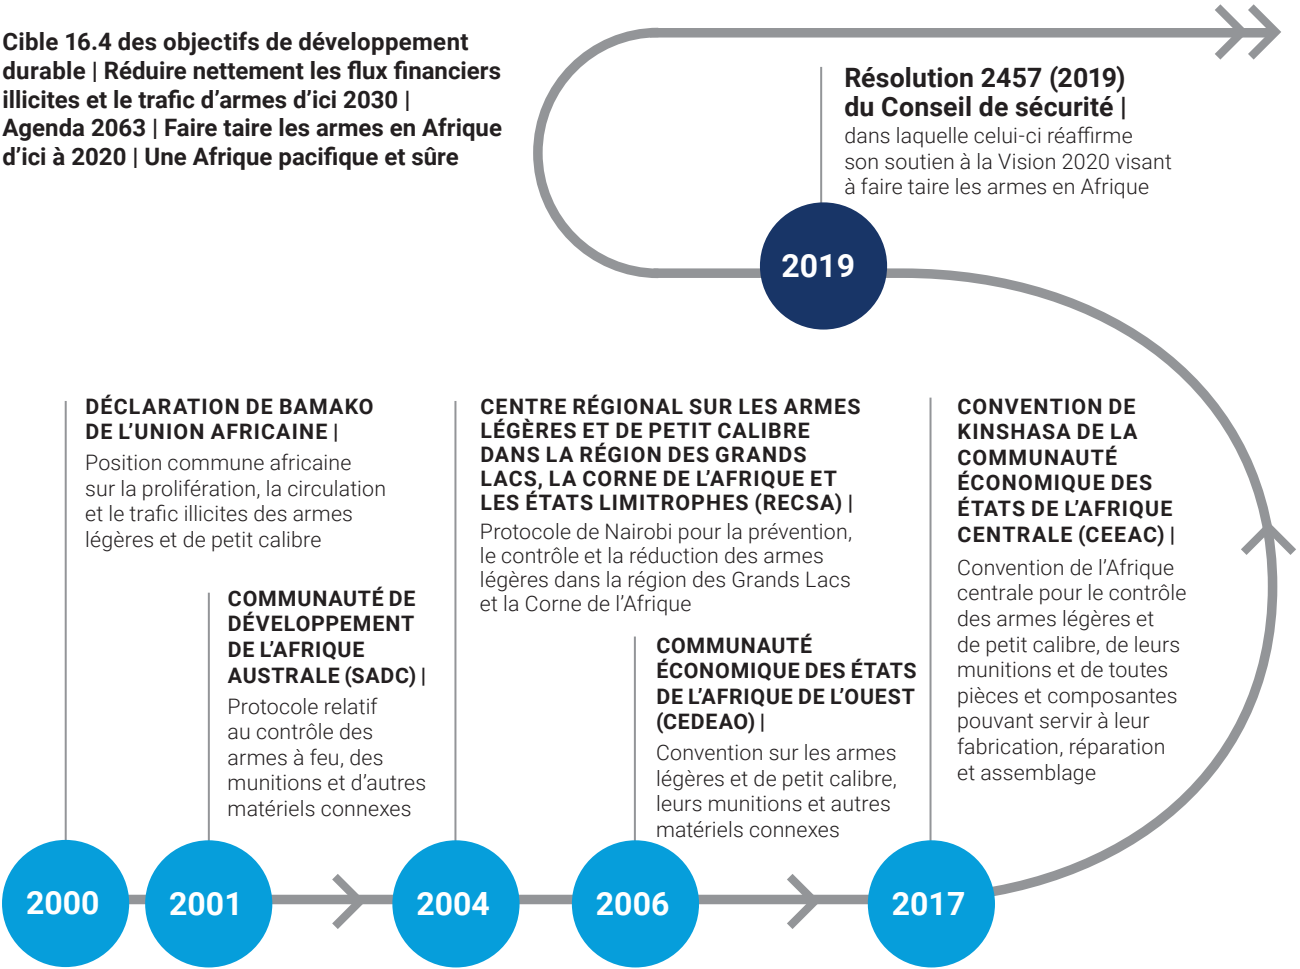 Cible 16.4 des objectifs de développement
durable | Réduire nettement les flux financiers
illicites et le trafic d’armes d’ici 2030 |
Agenda 2063 | Faire taire les armes en Afrique
d’ici à 2020 | Une Afrique pacifique et sûre
Résolution 2457 (2019)
du Conseil de sécurité |
dans laquelle celui-ci réaffirme
son soutien à la Vision 2020 visant
à faire taire les armes en Afrique
2019
DÉCLARATION DE BAMAKO
DE L’UNION AFRICAINE |
Position commune africaine
sur la prolifération, la circulation
et le trafic illicites des armes
légères et de petit calibre
COMMUNAUTÉ DE
DÉVELOPPEMENT
DE L’AFRIQUE
AUSTRALE (SADC) |
Protocole relatif
au contrôle des
armes à feu, des
munitions et d’autres
matériels connexes
CENTRE RÉGIONAL SUR LES ARMES
LÉGÈRES ET DE PETIT CALIBRE
DANS LA RÉGION DES GRANDS
LACS, LA CORNE DE L’AFRIQUE ET
LES ÉTATS LIMITROPHES (RECSA) |
Protocole de Nairobi pour la prévention,
le contrôle et la réduction des armes
légères dans la région des Grands Lacs
et la Corne de l’Afrique
COMMUNAUTÉ
ÉCONOMIQUE DES ÉTATS
DE L’AFRIQUE DE L’OUEST
(CEDEAO) |
Convention sur les armes
légères et de petit calibre,
leurs munitions et autres
matériels connexes
CONVENTION DE
KINSHASA DE LA
COMMUNAUTÉ
ÉCONOMIQUE DES
ÉTATS DE L’AFRIQUE
CENTRALE (CEEAC) |
Convention de l’Afrique
centrale pour le contrôle
des armes légères et
de petit calibre, de leurs
munitions et de toutes
pièces et composantes
pouvant servir à leur
fabrication, réparation
et assemblage
2000
2001
2004
2006
2017